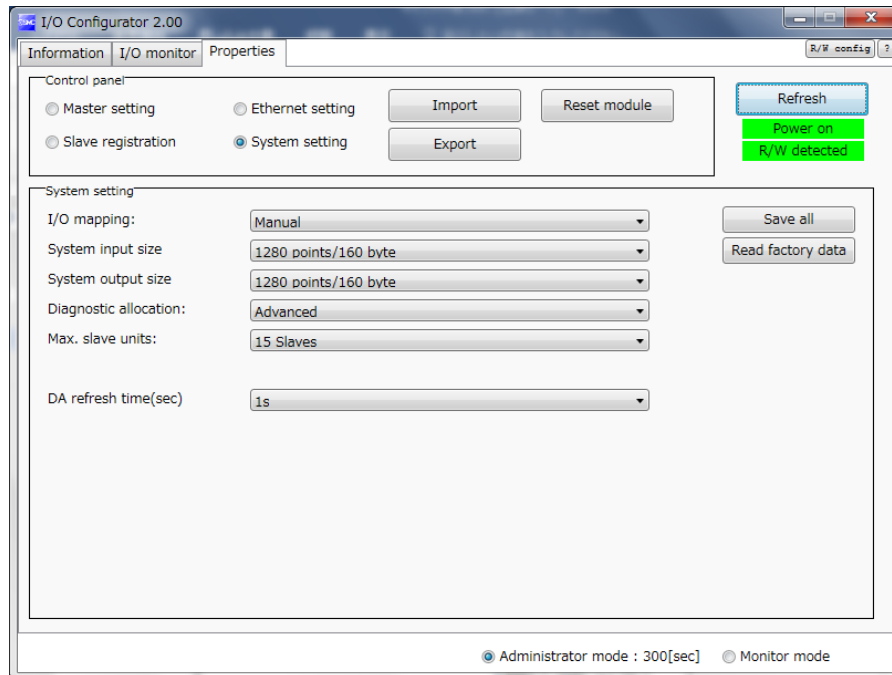 I/O Configurator 2.00
Information I/O monitor Properties R/W config ?
Control panel
Master setting Ethernet setting Import Reset module Refresh
Power on
Slave registration System setting Export R/W detected
System setting
I/O mapping: Manual Save all
System input size 1280 points/160 byte Read factory data
System output size 1280 points/160 byte
Diagnostic allocation: Advanced
Max. slave units: 15 Slaves
DA refresh time(sec) 1s
Administrator mode : 300[sec] Monitor mode